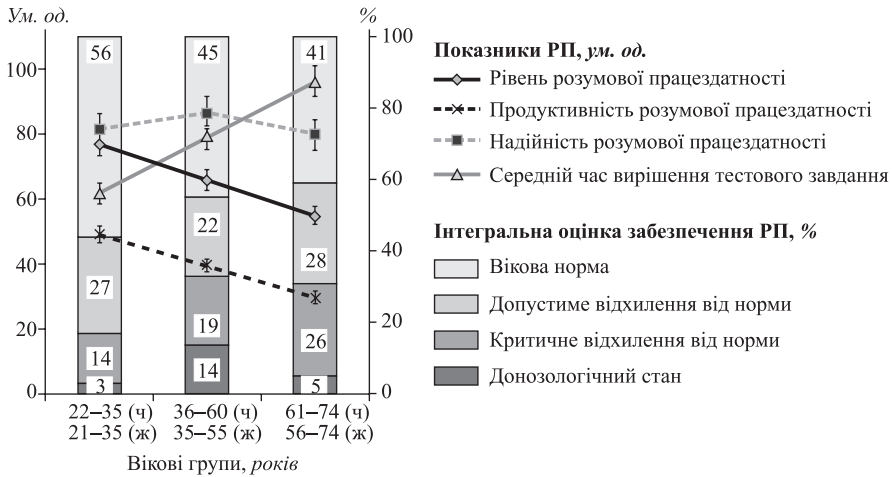 Ум. од.
%
100
80
60
40
20
0
100
80
60
40
20
0
56
27
14
3
45
22
19
14
41
28
26
5
22–35 (ч)
21–35 (ж)
36–60 (ч)
35–55 (ж)
61–74 (ч)
56–74 (ж)
Вікові групи, років
Показники РП, ум. од.
Рівень розумової працездатності
Продуктивність розумової працездатності
Надійність розумової працездатності
Середній час вирішення тестового завдання
Інтегральна оцінка забезпечення РП, %
Вікова норма
Допустиме відхилення від норми
Критичне відхилення від норми
Донозологічний стан